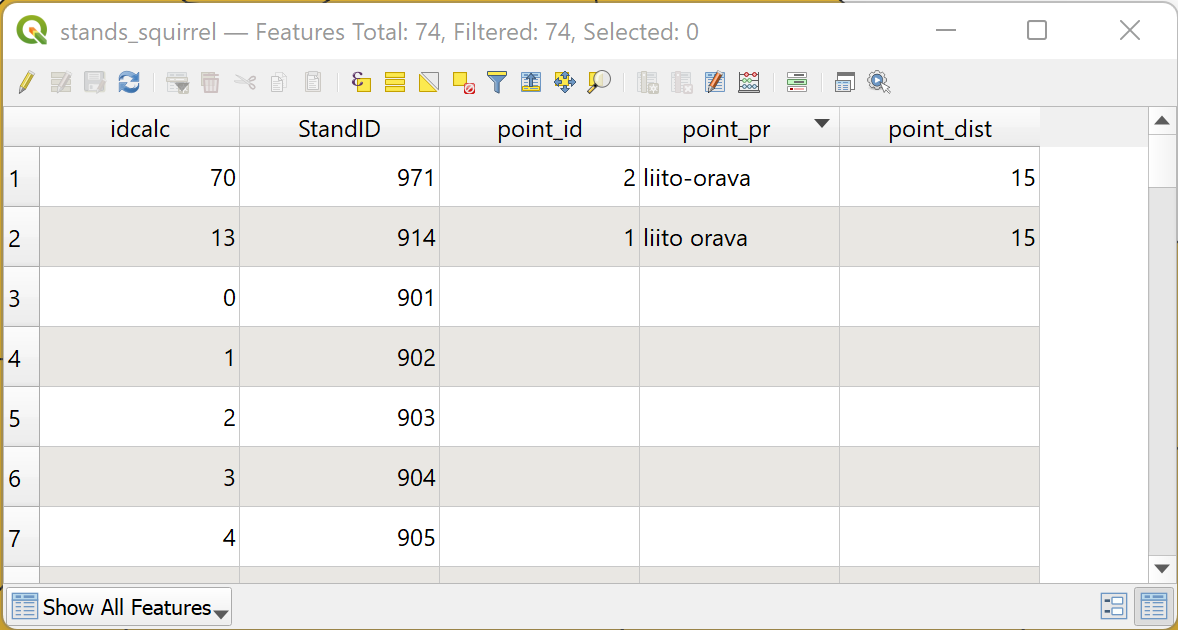 stands_squirrel — Features Total: 74, Filtered: 74, Selected: 0
idcalc StandID point_id point_pr point_dist
1 70 971 2 liito-orava 15
2 13 914 1 liito orava 15
3 0 901
4 1 902
5 2 903
6 3 904
7 4 905
Show All Features